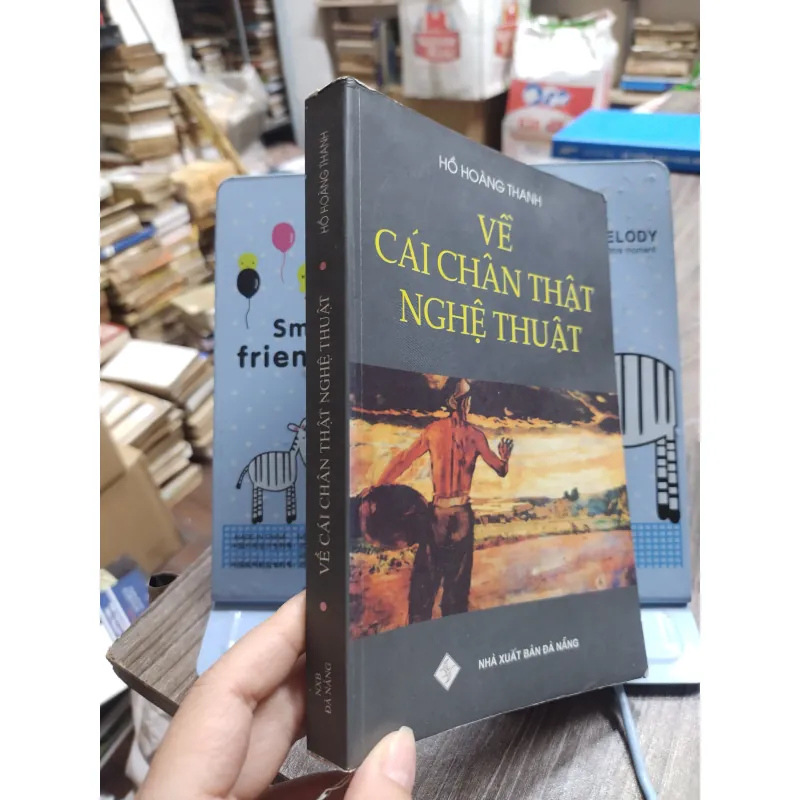 HỒ HOÀNG THANH
VỀ
CÁI CHÂN THẬT
NGHỆ THUẬT
NHÀ XUẤT BẢN ĐÀ NẴNG
HỒ HOÀNG THANH
VỀ CÁI CHÂN THẬT NGHỆ THUẬT
NXB
ĐÀ NẴNG
Sm
frien
ELODY
moment